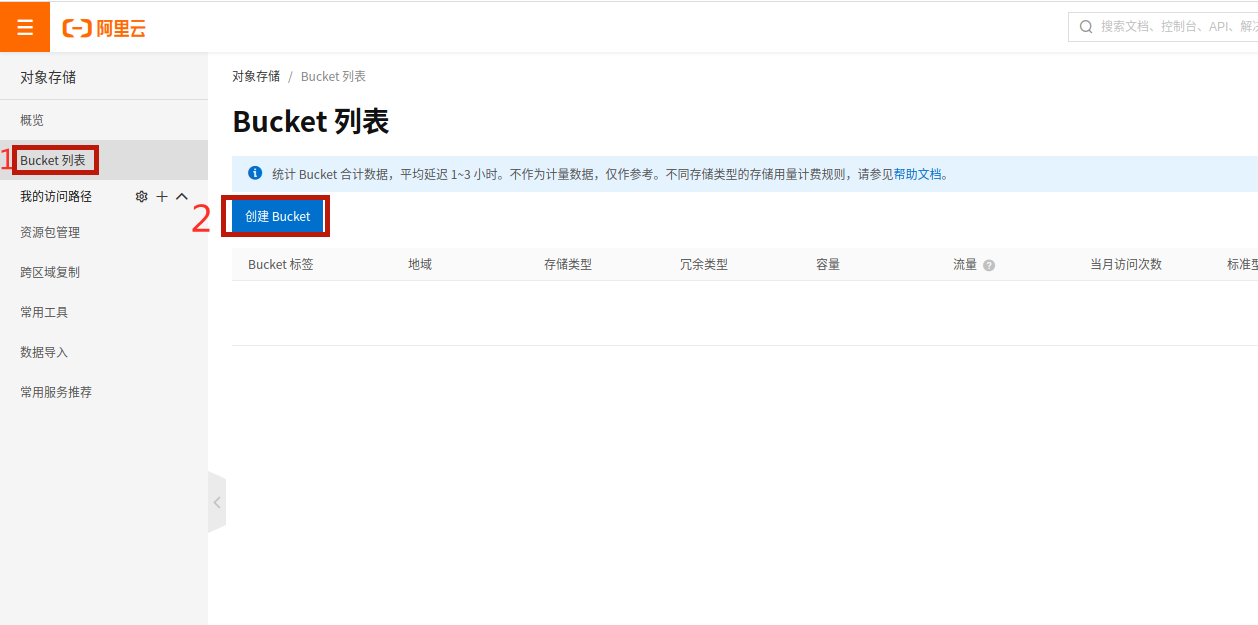 阿里云
搜索文档、控制台、API、解
对象存储
概览
1 Bucket 列表
我的访问路径
资源包管理
跨区域复制
常用工具
数据导入
常用服务推荐
对象存储 / Bucket 列表
Bucket 列表
统计 Bucket 合计数据，平均延迟 1~3 小时。不作为计量数据，仅作参考。不同存储类型的存储用量计费规则，请参见帮助文档。
2 创建 Bucket
Bucket 标签 地域 存储类型 冗余类型 容量 流量 ? 当月访问次数 标准型